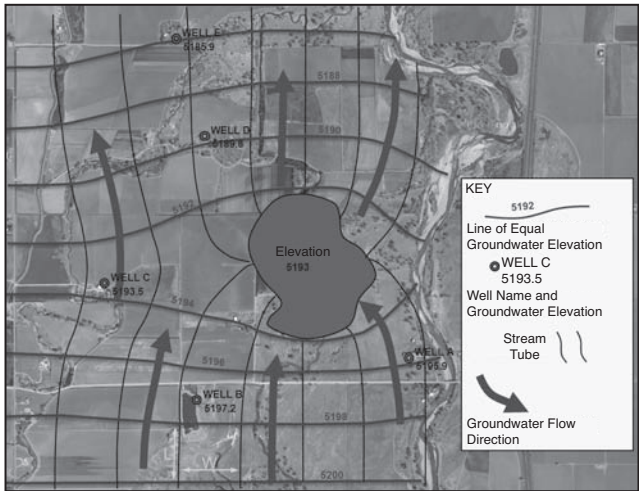 WELL E
5185.9
5188
WELL D
5189.8
5190
5192
Elevation
5193
WELL C
5193.5
5194
WELL A
5195.9
5196
WELL B
5197.2
5198
L
W
5200
KEY
5192
Line of Equal
Groundwater Elevation
WELL C
5193.5
Well Name and
Groundwater Elevation
Stream
Tube
Groundwater Flow
Direction